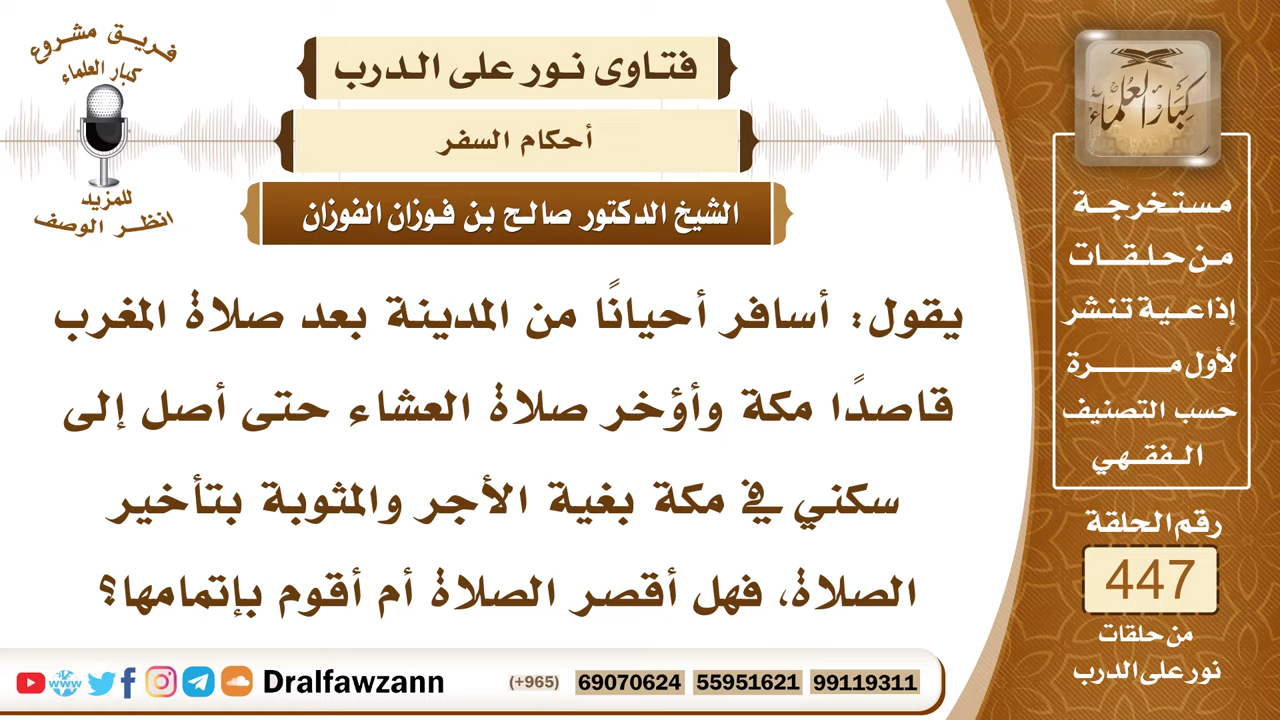 فريق مشروع
كبار العلماء
للمزيد
انظر الوصف
فتاوى نور على الدرب
أحكام السفر
الشيخ الدكتور صالح بن فوزان الفوزان
يقول: أسافر أحيانًا من المدينة بعد صلاة المغرب
قاصدًا مكة وأؤخر صلاة العشاء حتى أصل إلى
سكني في مكة بغية الأجر والمثوبة بتأخير
الصلاة، فهل أقصر الصلاة أم أقوم بإتمامها؟
كبار العلماء
مستخرجة
من حلقات
إذاعية تنشر
لأول مرة
حسب التصنيف
الفقهي
رقم الحلقة
447
من حلقات
نور على الدرب
www Dralfawzann (+965) 69070624 55951621 99119311